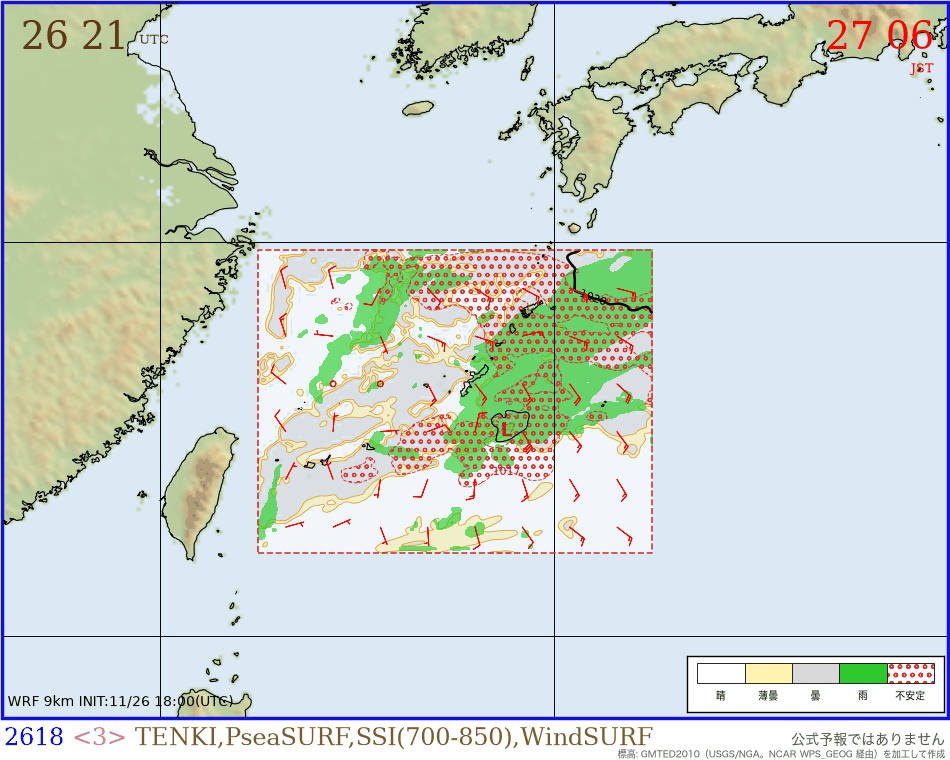 26 21 UTC
27 06
JST
1020
L
1017
晴 薄曇 曇 雨 不安定
WRF 9km INIT:11/26 18:00(UTC)
2618 <3> TENKI,PseaSURF,SSI(700-850),WindSURF
公式予報ではありません
標高: GMTED2010（USGS/NGA。NCAR WPS_GEOG 経由）を加工して作成